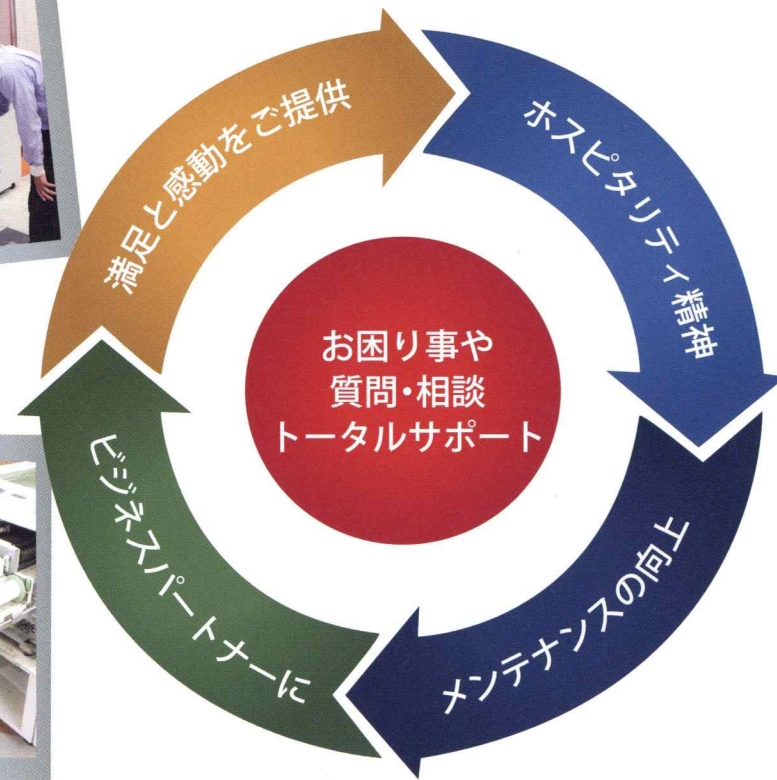 満足と感動をご提供
ホスピタリティ精神
お困り事や
質問・相談
トータルサポート
ビジネスパートナーに
メンテナンスの向上